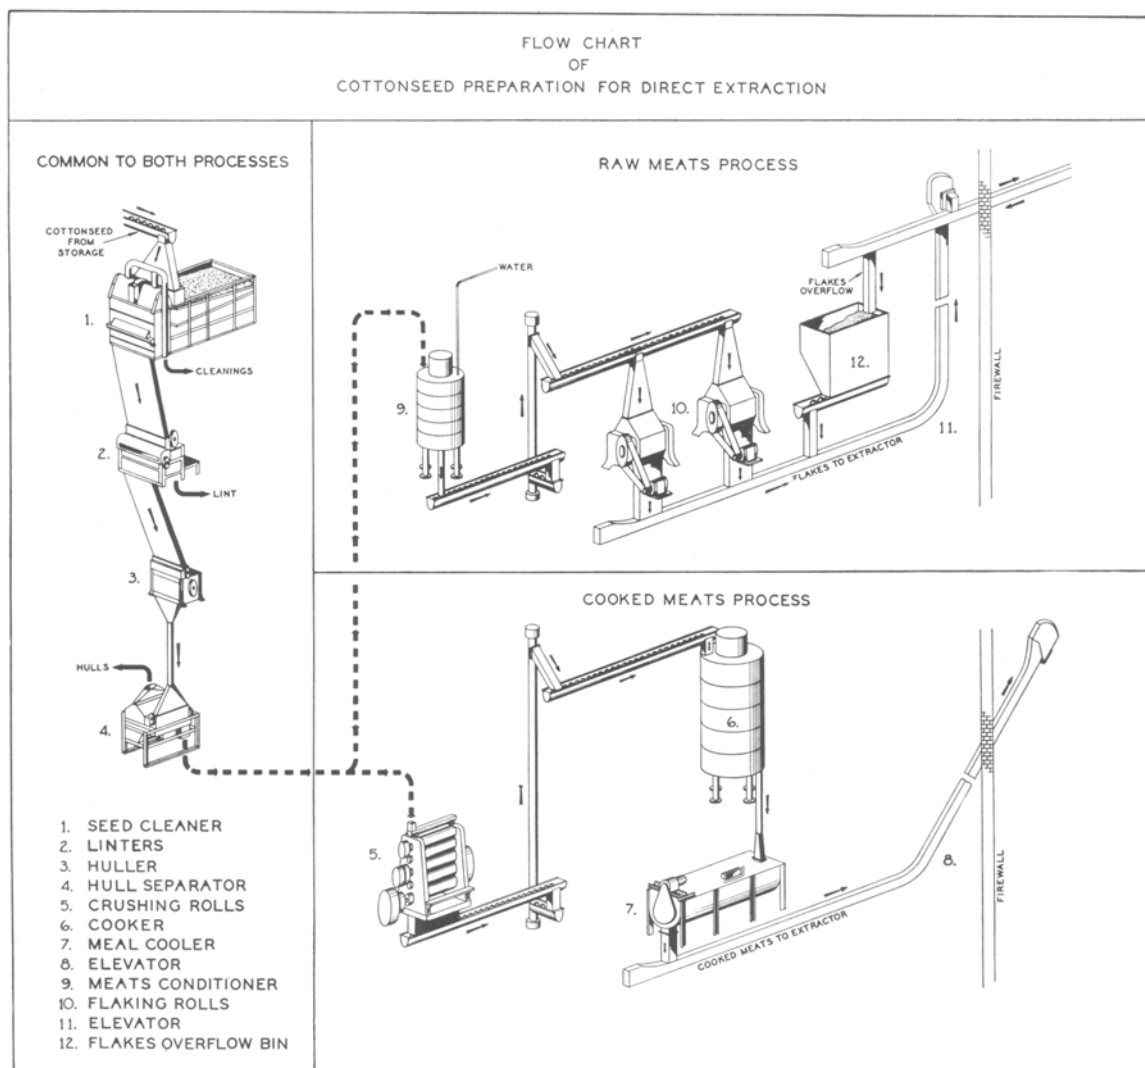 FLOW CHART
OF
COTTONSEED PREPARATION FOR DIRECT EXTRACTION
COMMON TO BOTH PROCESSES
COTTONSEED
FROM
STORAGE
1.
CLEANINGS
2.
LINT
3.
HULLS
4.
1. SEED CLEANER
2. LINTERS
3. HULLER
4. HULL SEPARATOR
5. CRUSHING ROLLS
6. COOKER
7. MEAL COOLER
8. ELEVATOR
9. MEATS CONDITIONER
10. FLAKING ROLLS
11. ELEVATOR
12. FLAKES OVERFLOW BIN
RAW MEATS PROCESS
WATER
FLAKES
OVERFLOW
9.
10.
12.
11.
FLAKES TO EXTRACTOR
FIREWALL
COOKED MEATS PROCESS
5.
6.
7.
8.
COOKED MEATS TO EXTRACTOR
FIREWALL